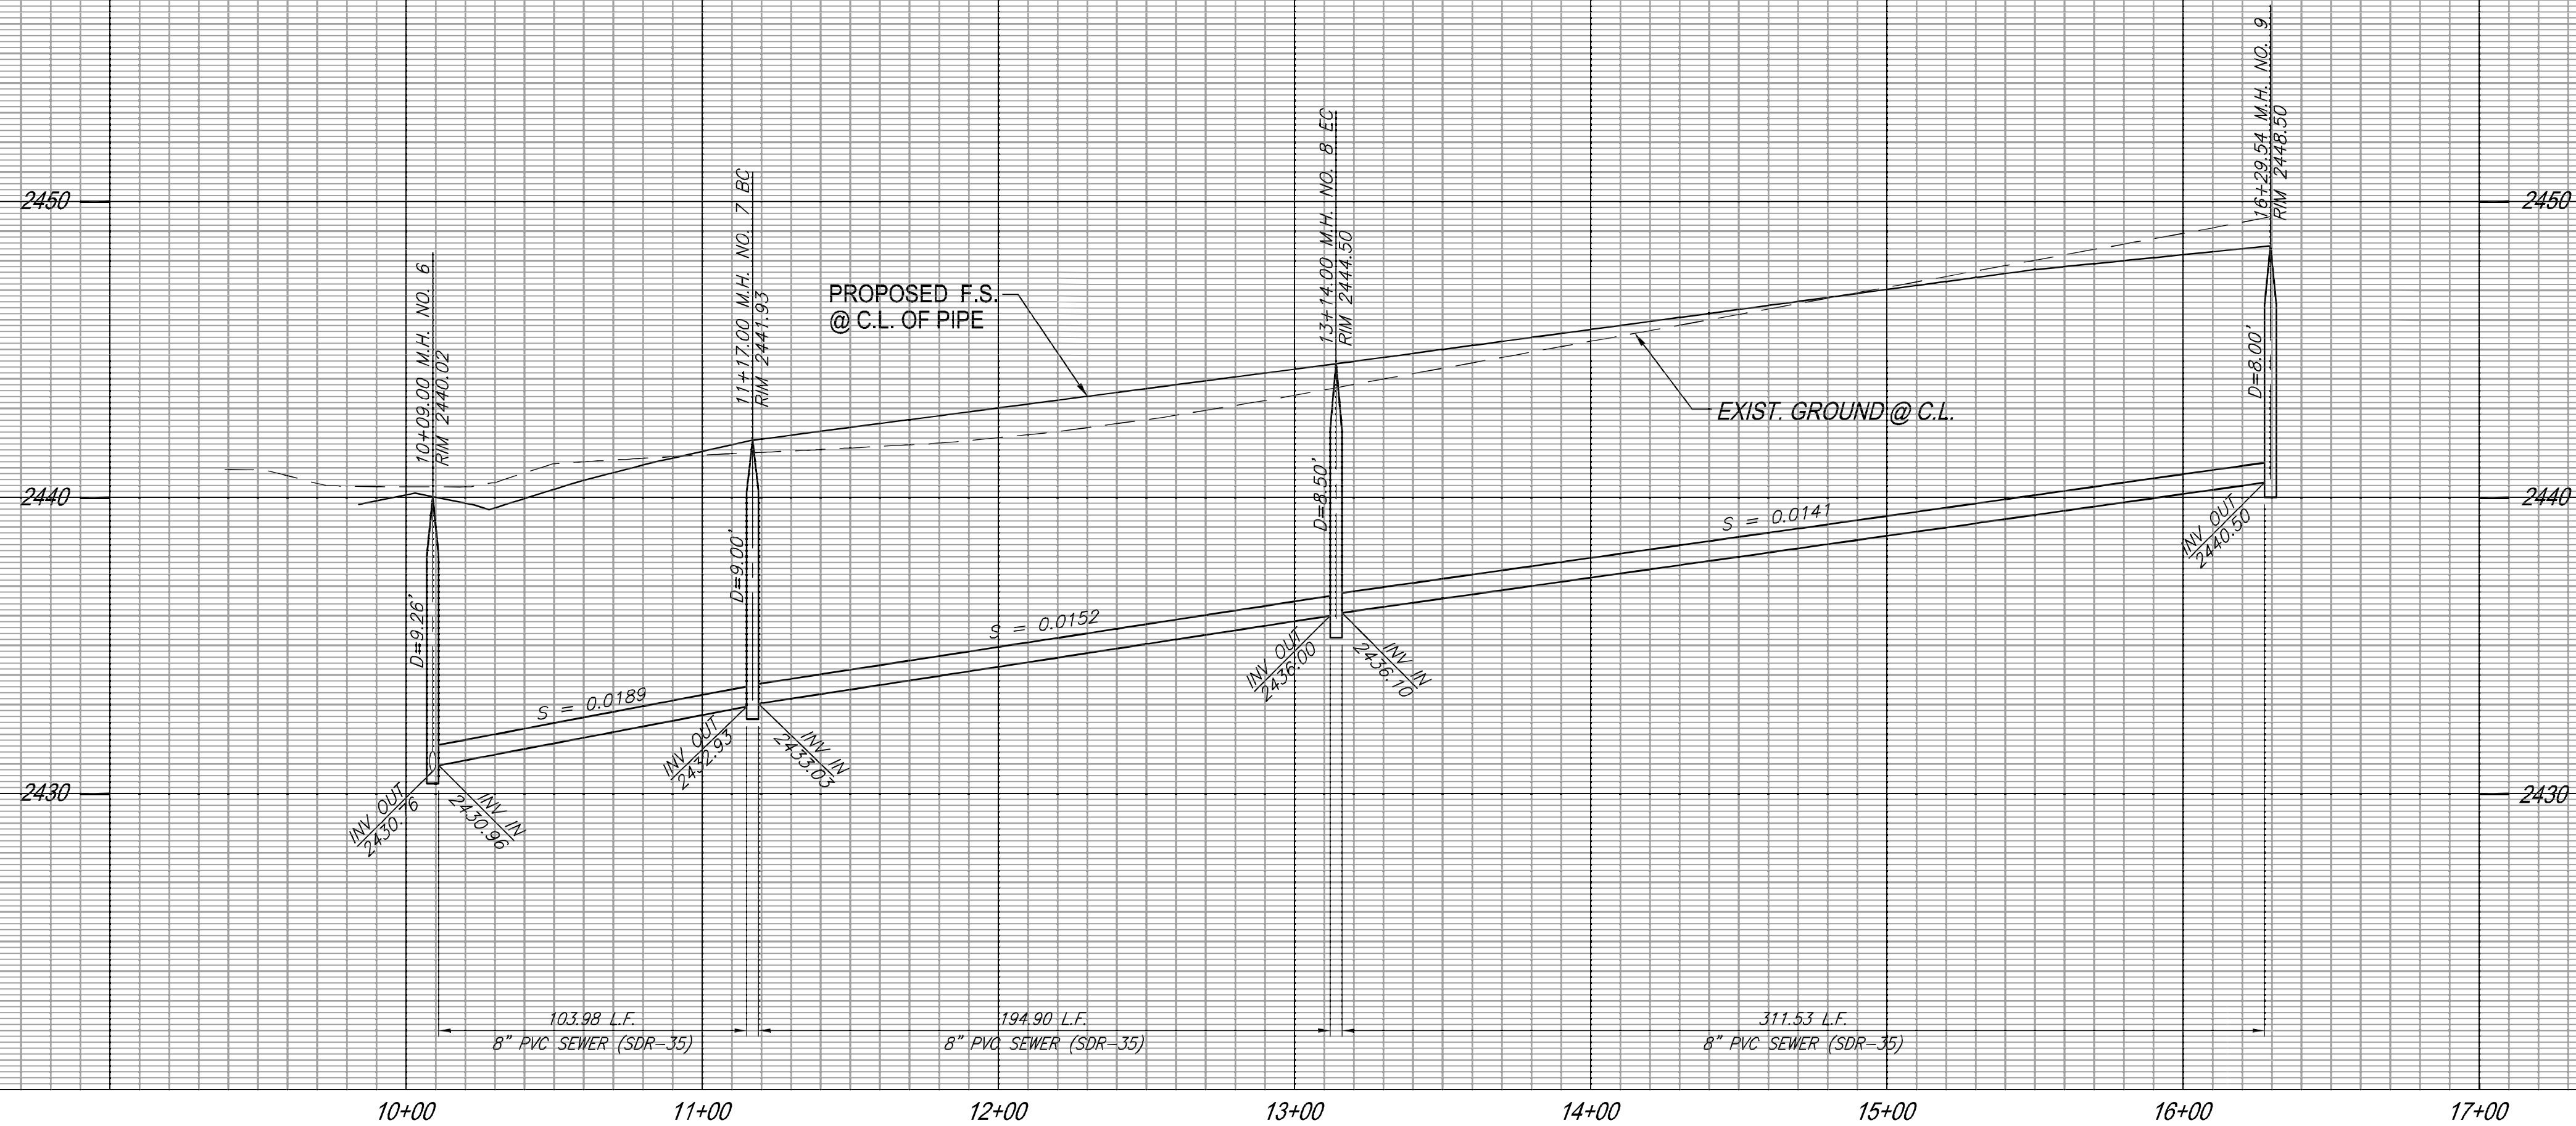 16+29.54 M.H. NO. 9
RIM 2448.50
13+14.00 M.H. NO. 8 EC
RIM 2444.50
11+17.00 M.H. NO. 7 BC
RIM 2441.93
10+09.00 M.H. NO. 6
RIM 2440.02
2450
2450
PROPOSED F.S.
@ C.L. OF PIPE
EXIST. GROUND @ C.L.
2440
2440
D=9.26'
D=9.00'
D=8.50'
D=8.00'
S = 0.0189
S = 0.0152
S = 0.0141
INV OUT
2430.76
INV IN
2430.96
INV OUT
2432.93
INV IN
2433.03
INV OUT
2436.00
INV IN
2436.10
INV OUT
2440.50
2430
2430
103.98 L.F.
8" PVC SEWER (SDR-35)
194.90 L.F.
8" PVC SEWER (SDR-35)
311.53 L.F.
8" PVC SEWER (SDR-35)
10+00
11+00
12+00
13+00
14+00
15+00
16+00
17+00